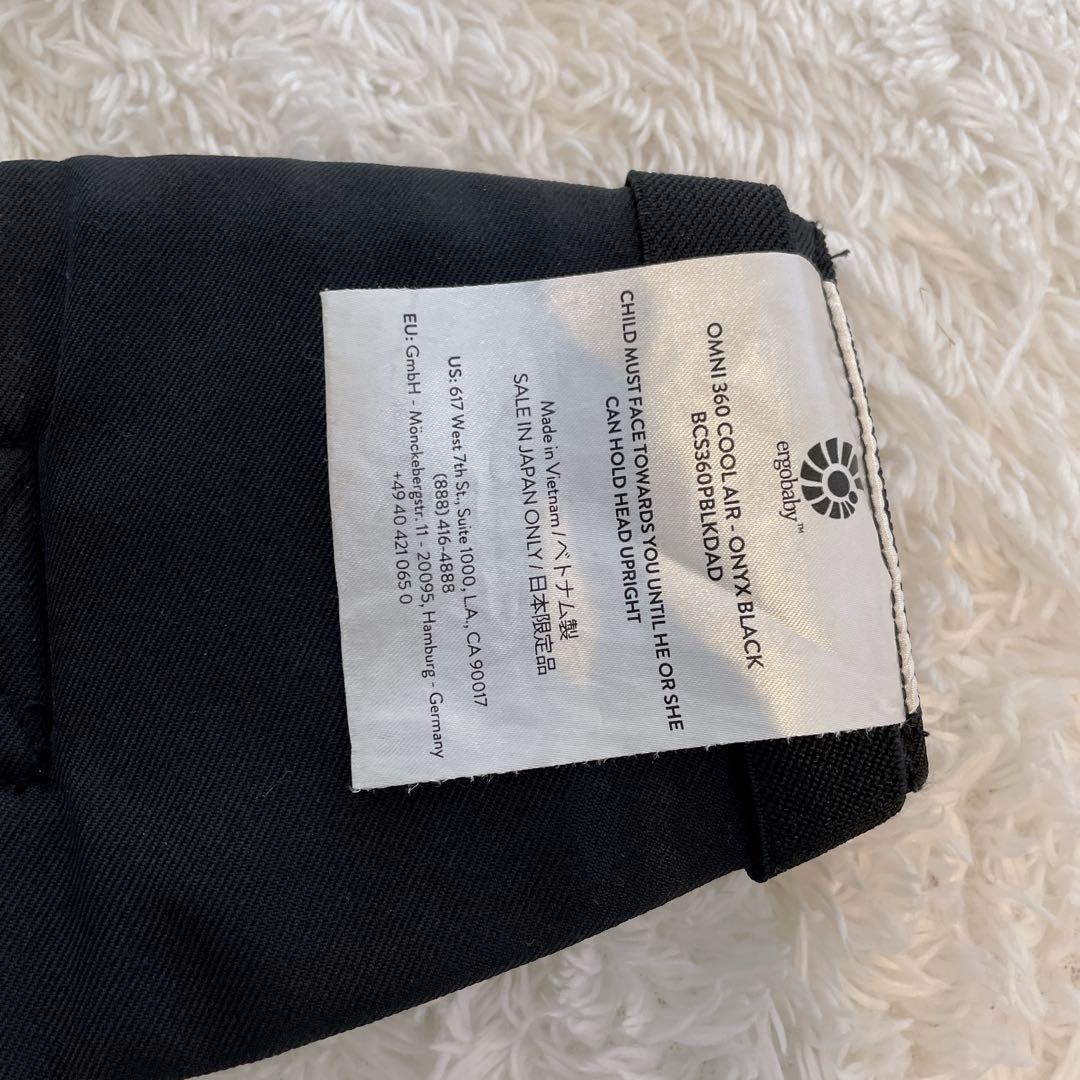 ergobaby™
OMNI 360 COOL AIR - ONYX BLACK
BCS360PBLKDAD
CHILD MUST FACE TOWARDS YOU UNTIL HE OR SHE
CAN HOLD HEAD UPRIGHT
Made in Vietnam / ベトナム製
SALE IN JAPAN ONLY / 日本限定品
US: 617 West 7th St., Suite 1000, L.A., CA 90017
(888) 416-4888
EU: GmbH - Mönckebergstr. 11 - 20095, Hamburg - Germany
+49 40 421 065 0